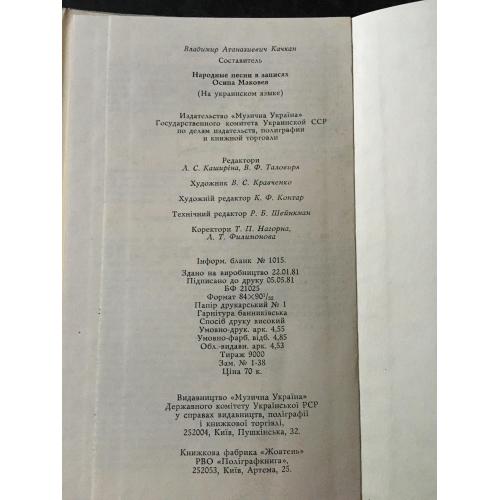 Владимир Атаназиевич Качкан
Составитель
Народные песни в записях
Осипа Маковея
(На украинском языке)
Издательство «Музична Україна»
Государственного комитета Украинской ССР
по делам издательств, полиграфии
и книжной торговли
Редактори
Л. С. Каширіна, В. Ф. Таловиря
Художник В. С. Кравченко
Художній редактор К. Ф. Контар
Технічний редактор Р. Б. Шейнкман
Коректори Т. П. Нагорна,
Л. Т. Филипонова
Інформ. бланк № 1015.
Здано на виробництво 22.01.81
Підписано до друку 05.05.81
БФ 21025
Формат 84×90¹/₃₂
Папір друкарський № 1
Гарнітура банниківська
Спосіб друку високий
Умовно-друк. арк. 4,55
Умовно-фарб. відб. 4,85
Обл.-видавн. арк. 4,53
Тираж 9000
Зам. № 1-38
Ціна 70 к.
Видавництво «Музична Україна»
Державного комітету Української РСР
у справах видавництв, поліграфії
і книжкової торгівлі,
252004, Київ, Пушкінська, 32.
Книжкова фабрика «Жовтень»
РВО «Поліграфкнига»,
252053, Київ, Артема, 25.